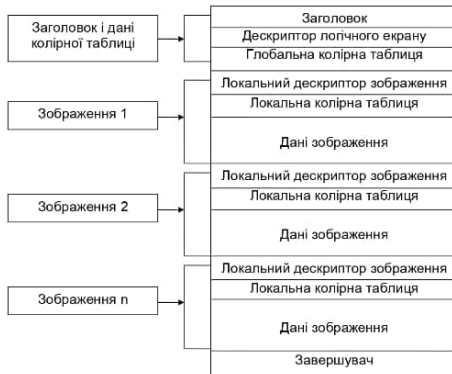 Заголовок і дані
колірної таблиці
Заголовок
Дескриптор логічного екрану
Глобальна колірна таблиця
Зображення 1
Локальний дескриптор зображення
Локальна колірна таблиця
Дані зображення
Зображення 2
Локальний дескриптор зображення
Локальна колірна таблиця
Дані зображення
Зображення n
Локальний дескриптор зображення
Локальна колірна таблиця
Дані зображення
Завершувач